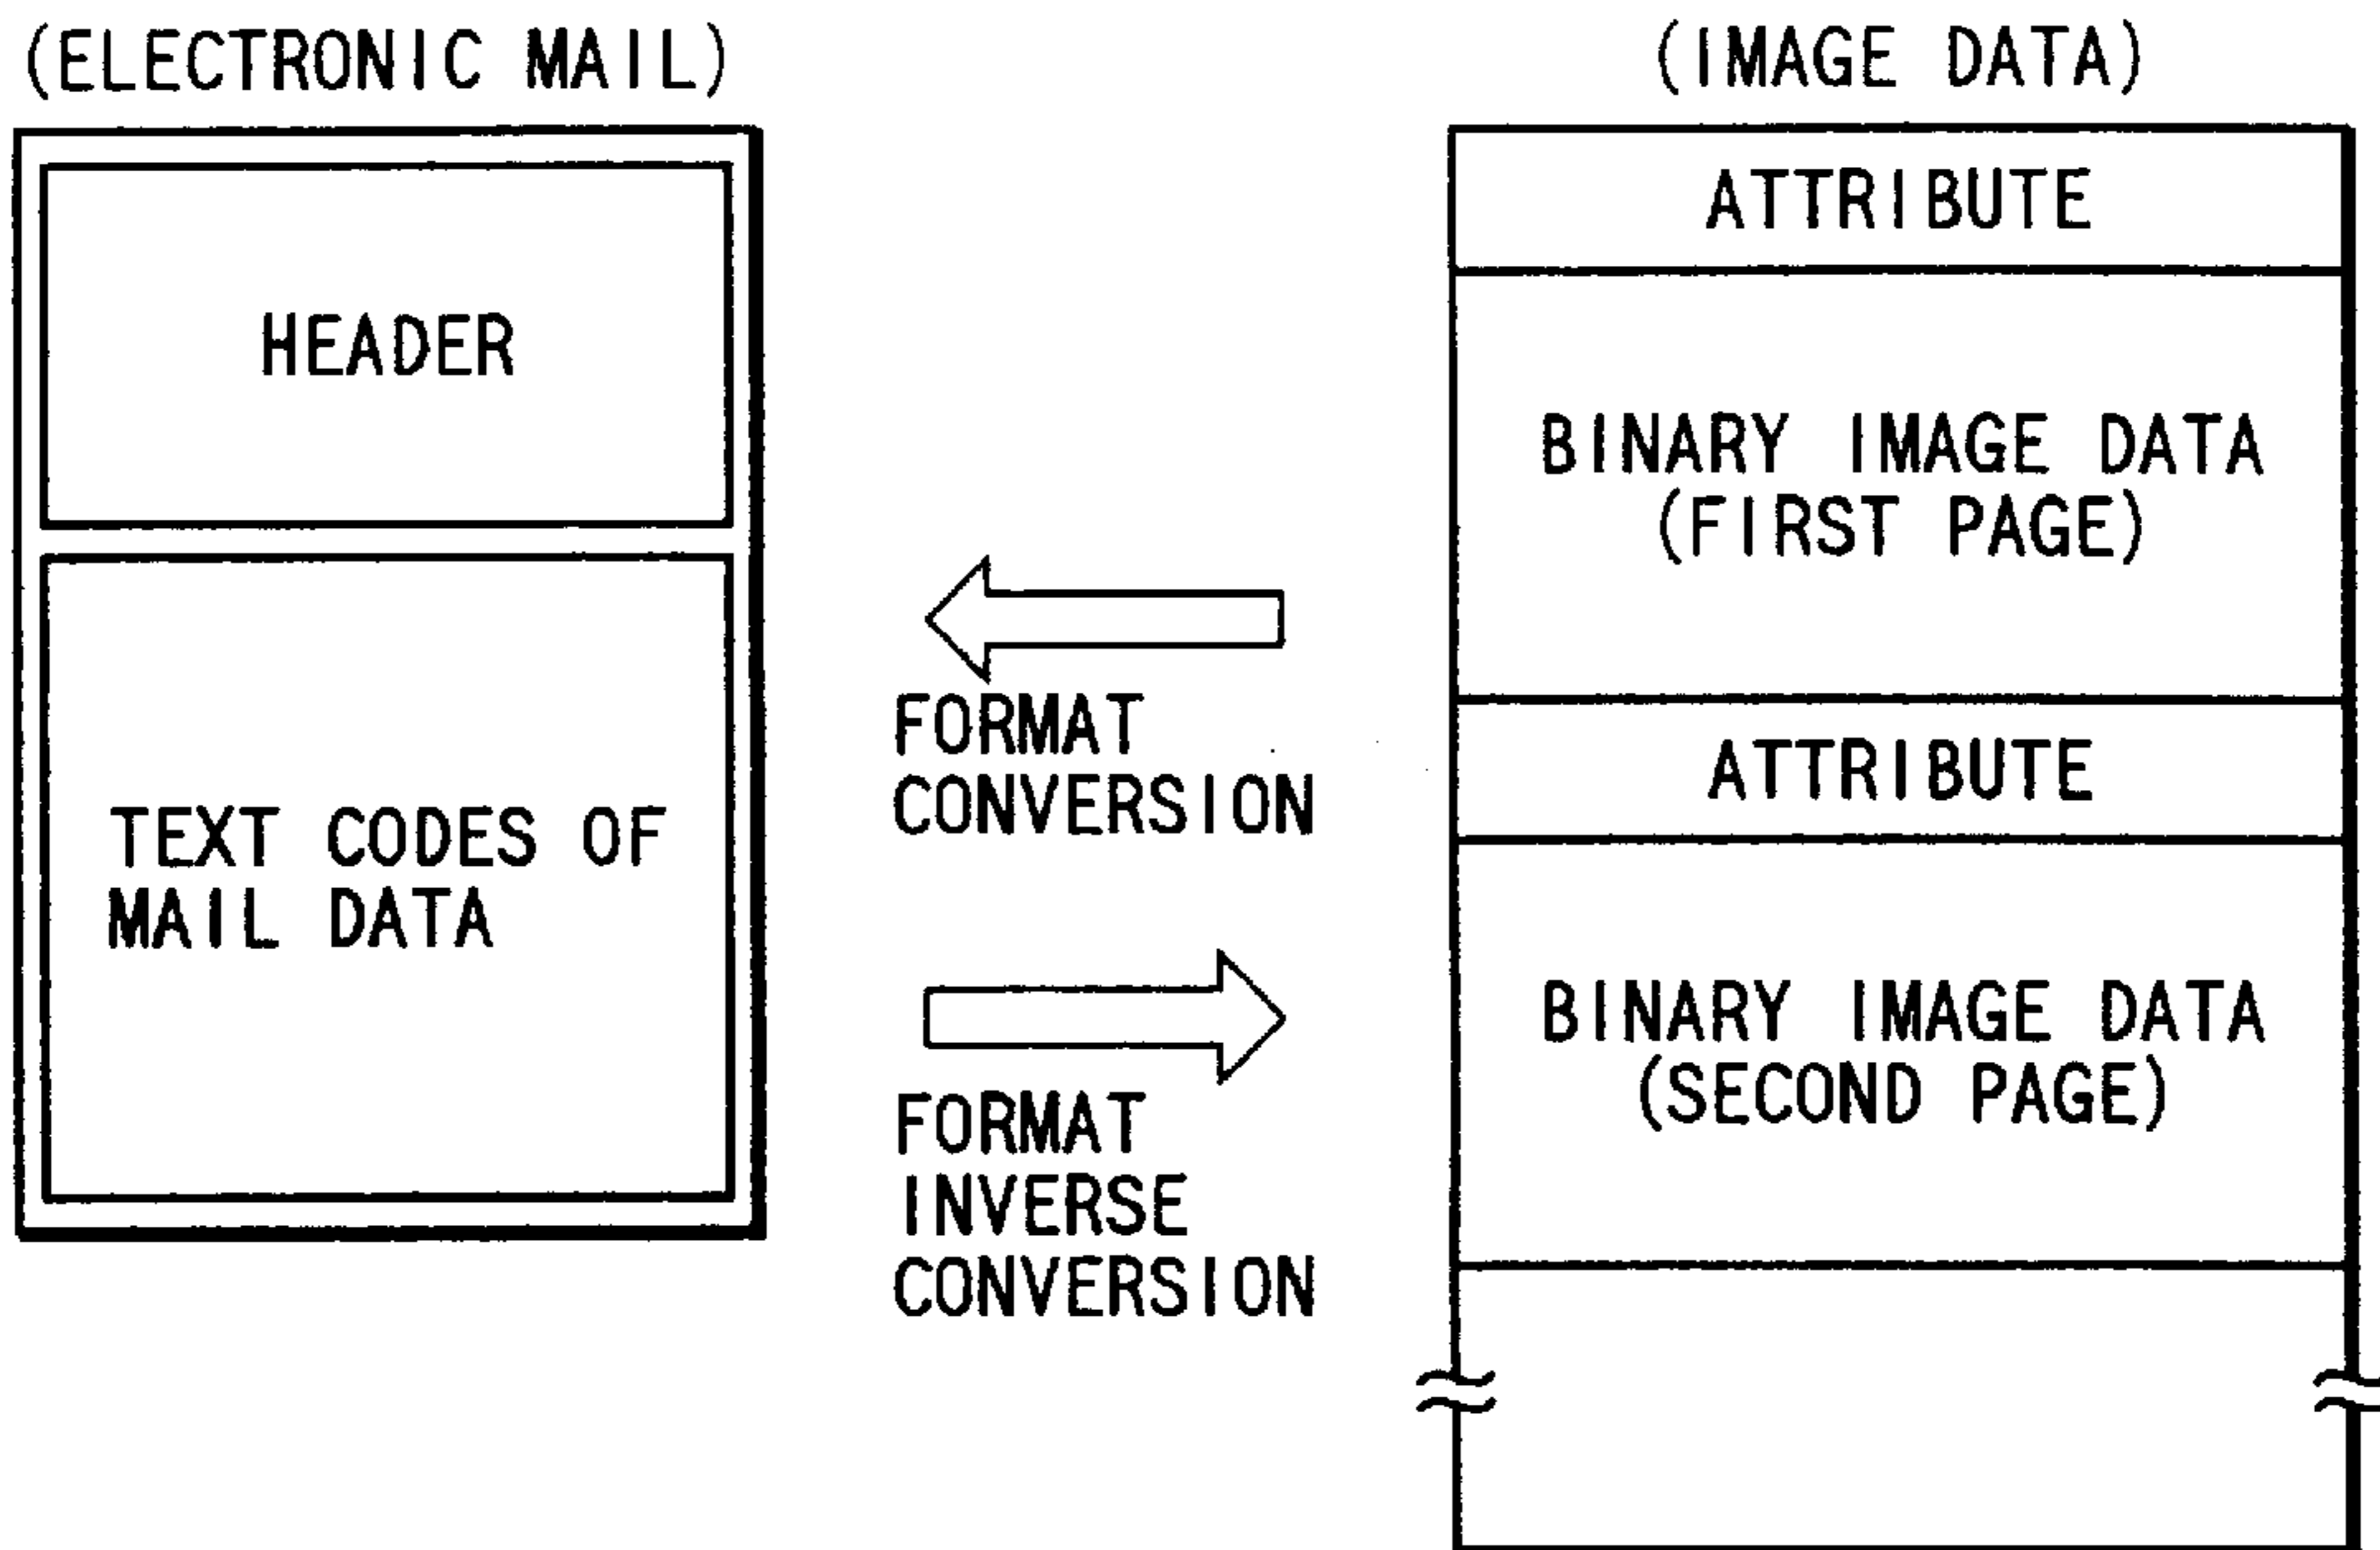 (ELECTRONIC MAIL)
HEADER
TEXT CODES OF
MAIL DATA
FORMAT
CONVERSION
FORMAT
INVERSE
CONVERSION
(IMAGE DATA)
ATTRIBUTE
BINARY IMAGE DATA
(FIRST PAGE)
ATTRIBUTE
BINARY IMAGE DATA
(SECOND PAGE)